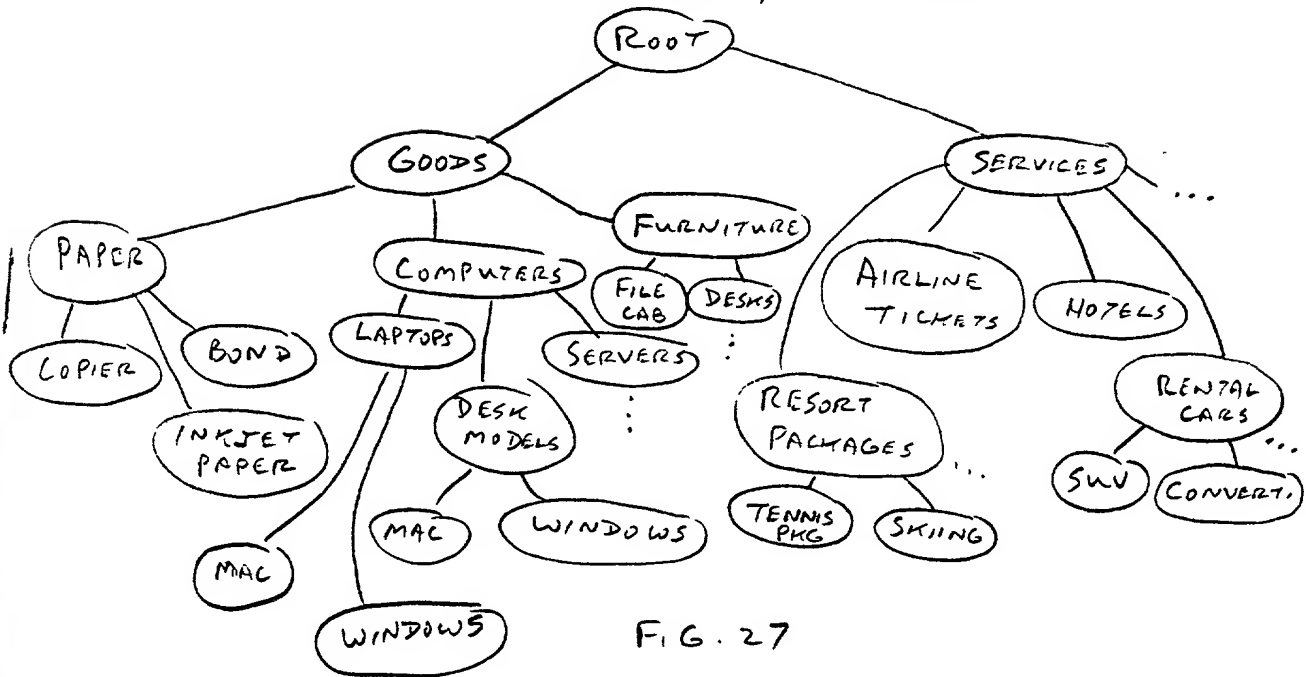 ROOT
GOODS
SERVICES
...
PAPER
COMPUTERS
FURNITURE
FILE
CAB
DESKS
AIRLINE
TICKETS
HOTELS
COPIER
BOND
INKJET
PAPER
LAPTOPS
SERVERS
DESK
MODELS
RESORT
PACKAGES
...
RENTAL
CARS
...
MAC
WINDOWS
MAC
WINDOWS
TENNIS
PKG
SKIING
SUV
CONVERT.
FIG. 27